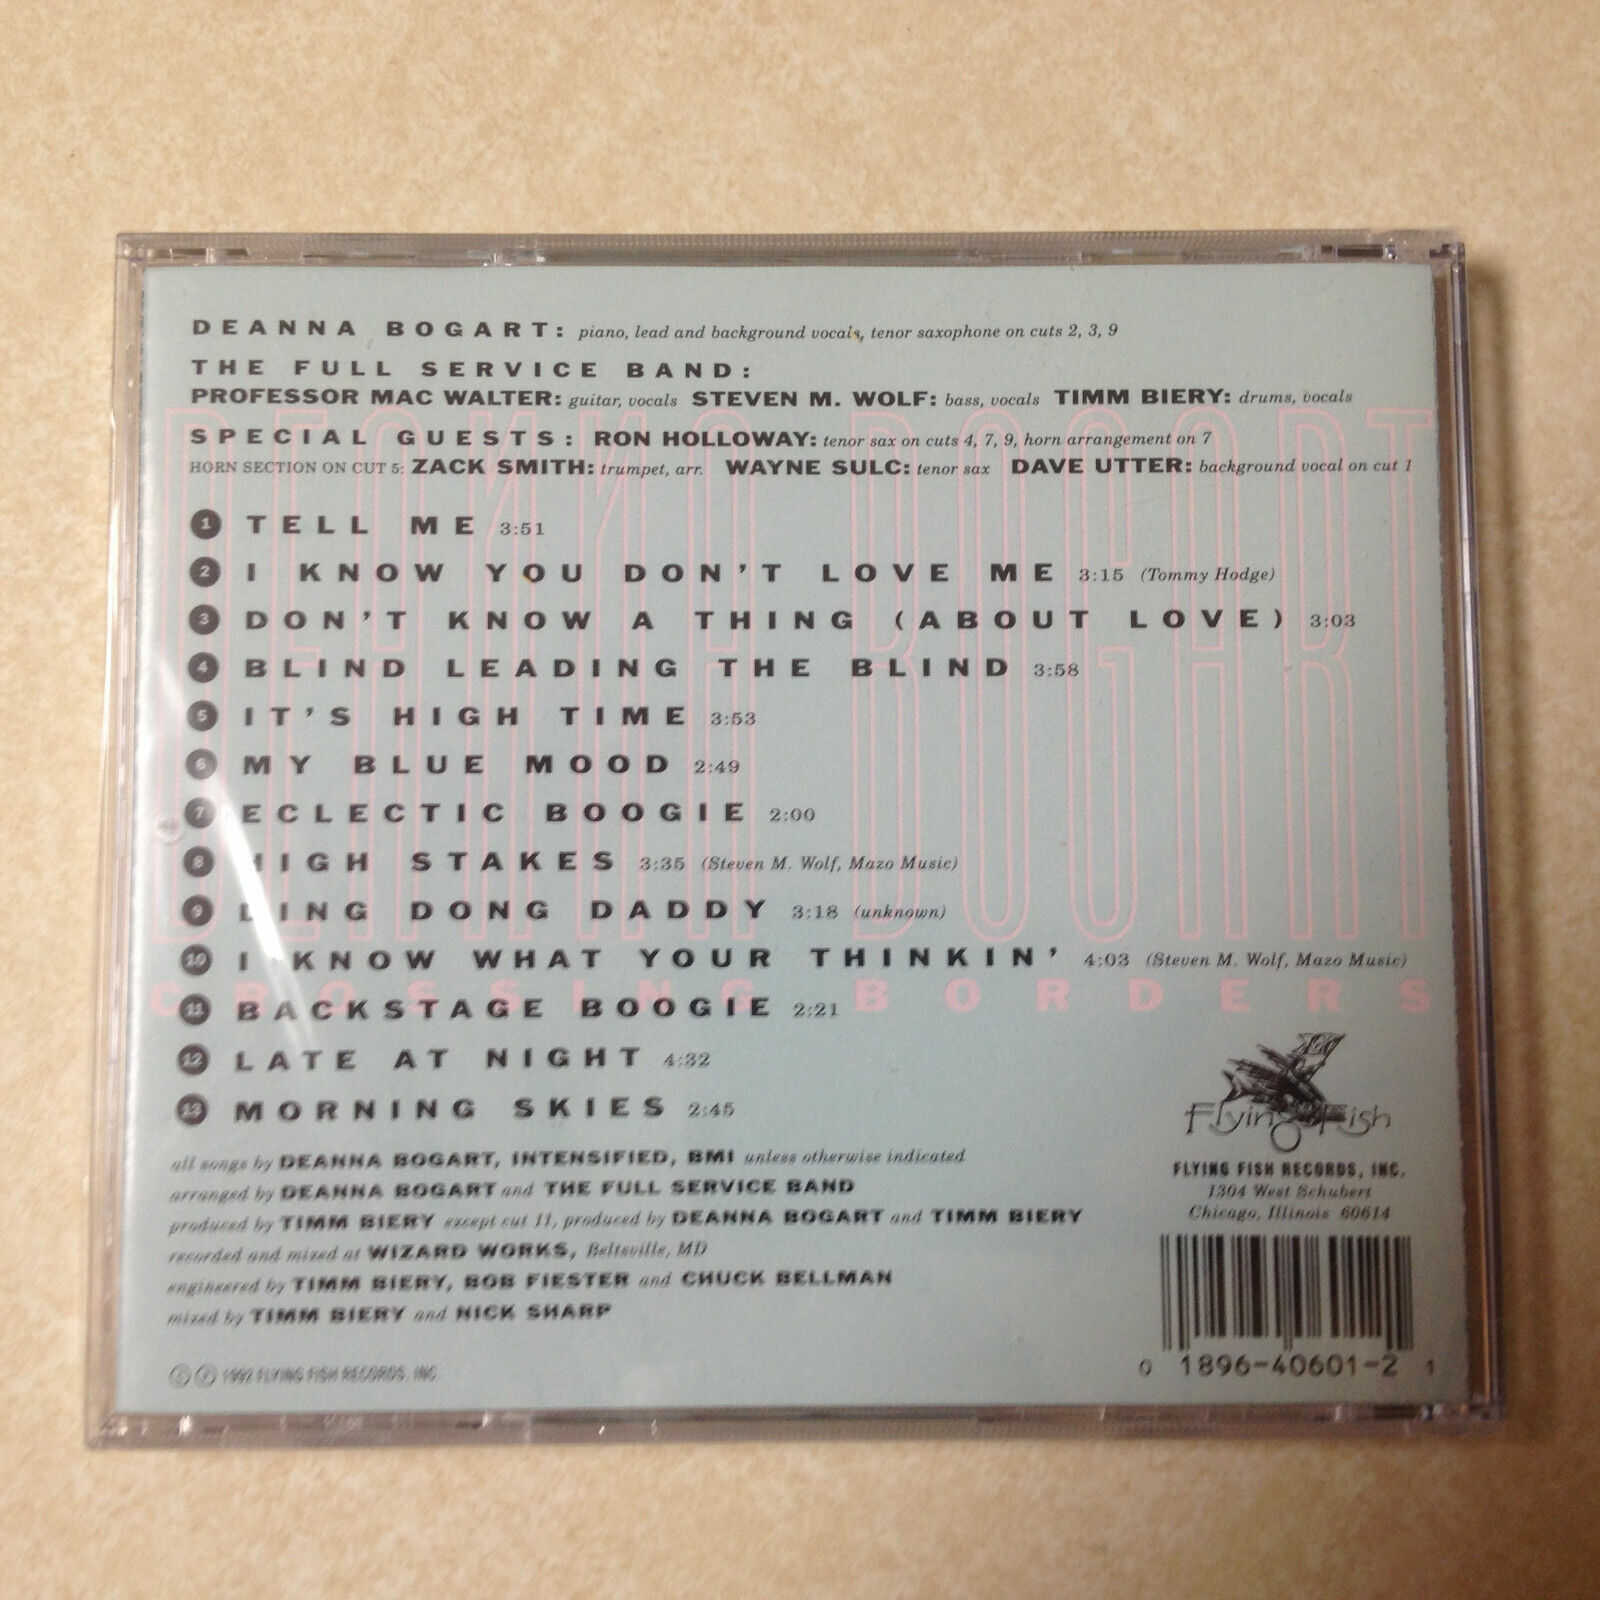 DEANNA BOGART: piano, lead and background vocals, tenor saxophone on cuts 2, 3, 9
THE FULL SERVICE BAND:
PROFESSOR MAC WALTER: guitar, vocals STEVEN M. WOLF: bass, vocals TIMM BIERY: drums, vocals
SPECIAL GUESTS: RON HOLLOWAY: tenor sax on cuts 4, 7, 9, horn arrangement on 7
HORN SECTION ON CUT 5: ZACK SMITH: trumpet, arr. WAYNE SULC: tenor sax DAVE UTTER: background vocal on cut 1
DEANNA BOGART
1 TELL ME 3:51
2 I KNOW YOU DON'T LOVE ME 3:15 (Tommy Hodge)
3 DON'T KNOW A THING (ABOUT LOVE) 3:03
4 BLIND LEADING THE BLIND 3:58
5 IT'S HIGH TIME 3:53
6 MY BLUE MOOD 2:49
7 ECLECTIC BOOGIE 2:00
8 HIGH STAKES 3:35 (Steven M. Wolf, Mazo Music)
9 DING DONG DADDY 3:18 (unknown)
10 I KNOW WHAT YOUR THINKIN' 4:03 (Steven M. Wolf, Mazo Music)
CROSSING BORDERS
11 BACKSTAGE BOOGIE 2:21
12 LATE AT NIGHT 4:32
13 MORNING SKIES 2:45
all songs by DEANNA BOGART, INTENSIFIED, BMI unless otherwise indicated
arranged by DEANNA BOGART and THE FULL SERVICE BAND
produced by TIMM BIERY except cut 11, produced by DEANNA BOGART and TIMM BIERY
recorded and mixed at WIZARD WORKS, Beltsville, MD
engineered by TIMM BIERY, BOB FIESTER and CHUCK BELLMAN
mixed by TIMM BIERY and NICK SHARP
© ℗ 1992 FLYING FISH RECORDS, INC.
Flying Fish
FLYING FISH RECORDS, INC.
1304 West Schubert
Chicago, Illinois 60614
0 1896-40601-2 1